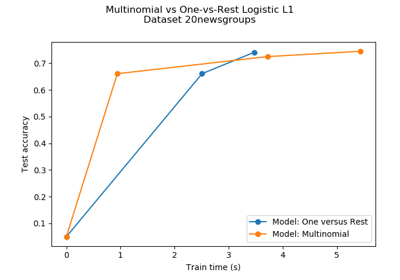 Multinomial vs One-vs-Rest Logistic L1
Dataset 20newsgroups
0.7
0.6
0.5
0.4
0.3
0.2
0.1
Test accuracy
Model: One versus Rest
Model: Multinomial
0 1 2 3 4 5
Train time (s)